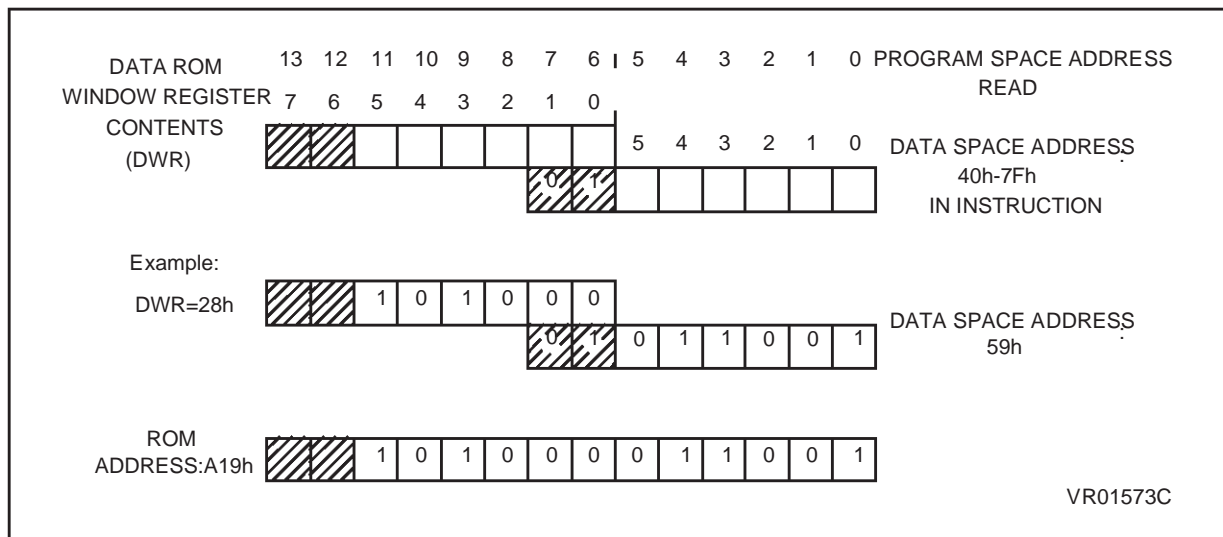 13 12 11 10 9 8 7 6 5 4 3 2 1 0 PROGRAM SPACE ADDRESS
READ
DATA ROM
WINDOW REGISTER 7 6 5 4 3 2 1 0
CONTENTS
(DWR)
5 4 3 2 1 0 DATA SPACE ADDRESS :
0 1 40h-7Fh
IN INSTRUCTION
Example:
DWR=28h 1 0 1 0 0 0
0 1 0 1 1 0 0 1 DATA SPACE ADDRESS :
59h
ROM
ADDRESS:A19h 1 0 1 0 0 0 0 1 1 0 0 1
VR01573C